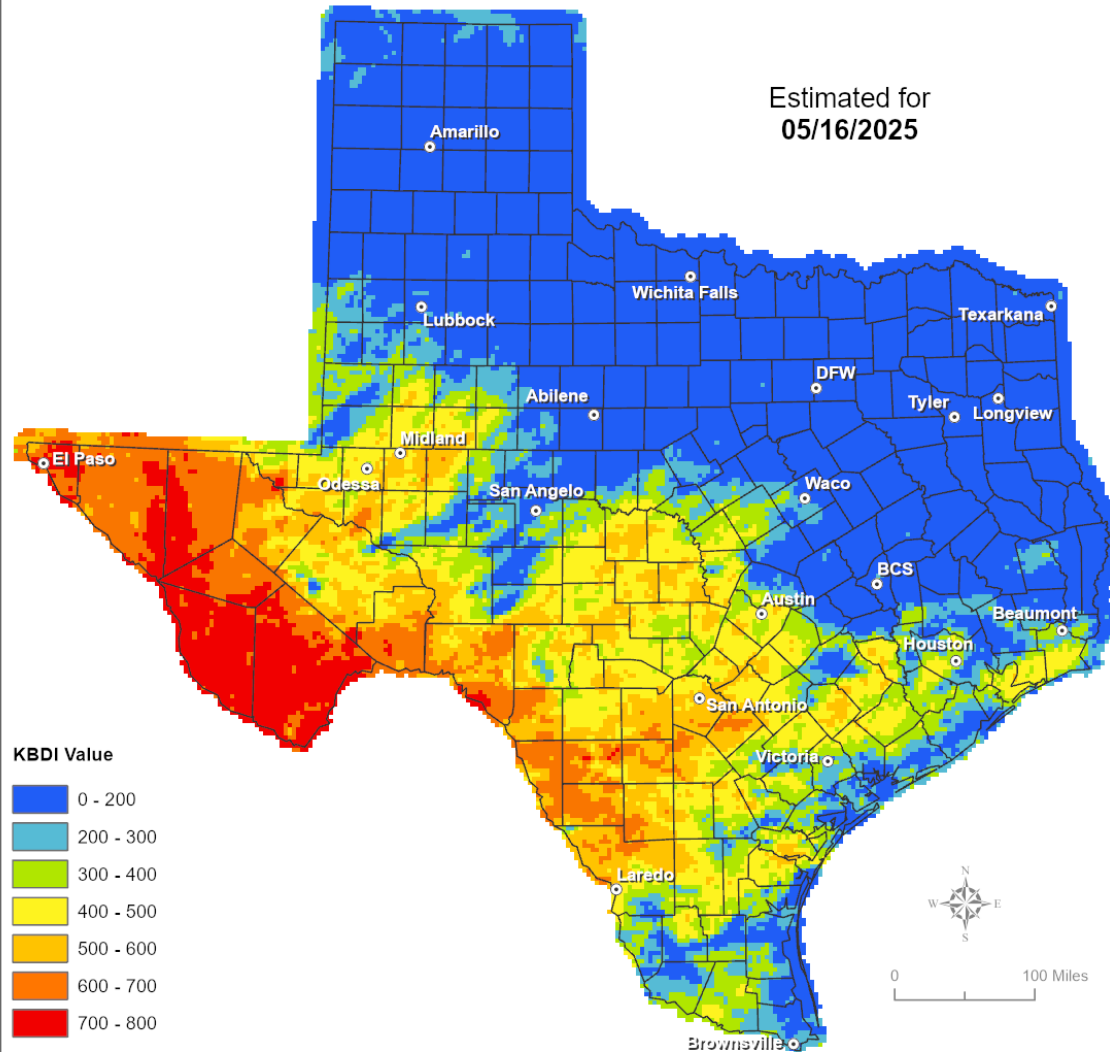 Estimated for
05/16/2025
Amarillo
Wichita Falls
Lubbock
Texarkana
DFW
Abilene
Tyler
Longview
Midland
El Paso
Odessa
San Angelo
Waco
BCS
Austin
Beaumont
Houston
San Antonio
Victoria
Laredo
Brownsville
KBDI Value
0 - 200
200 - 300
300 - 400
400 - 500
500 - 600
600 - 700
700 - 800
N
W E
S
0 100 Miles